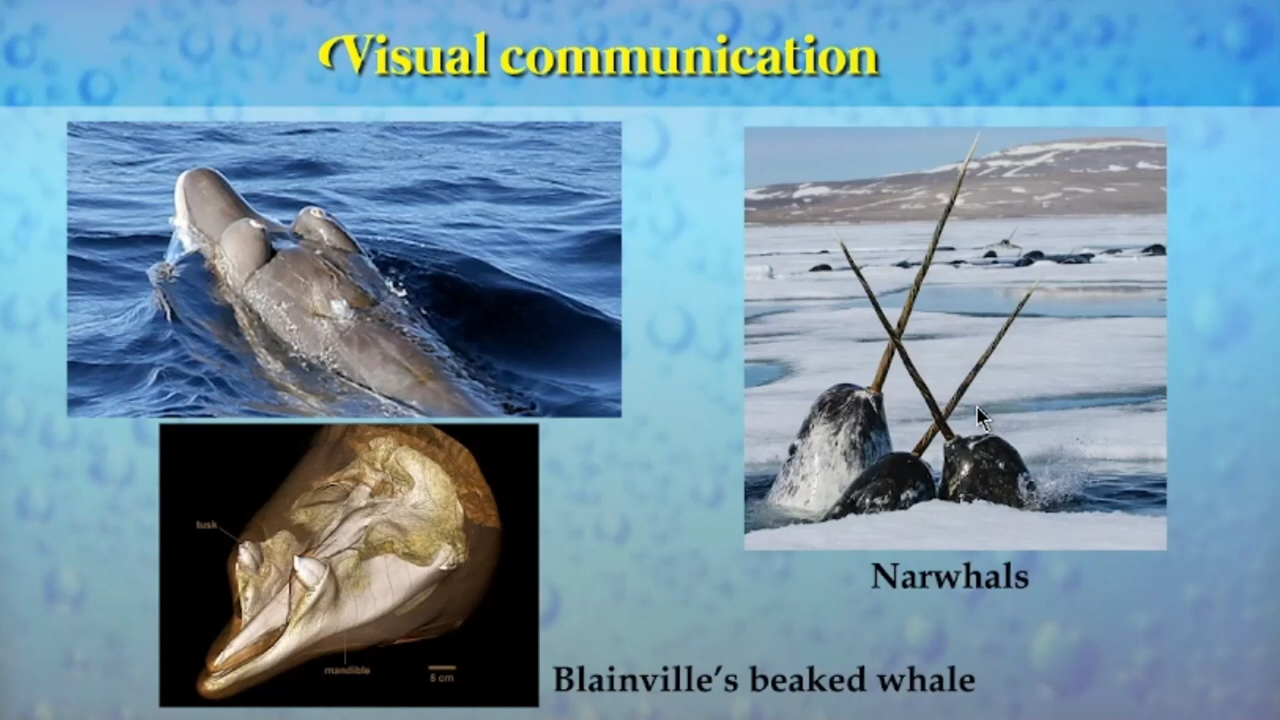 Visual communication
tusk
mandible
5 cm
Narwhals
Blainville's beaked whale